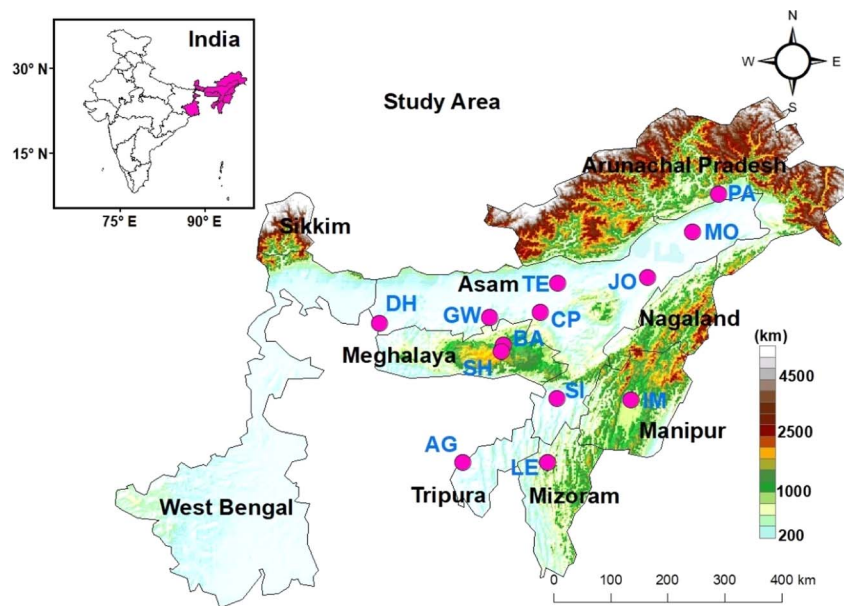 India
N
30° N
W
E
Study Area
S
15° N
Arunachal Pradesh
PA
75° E
90° E
Sikkim
MO
Assam
TE
JO
DH
GW
CP
Nagaland
(km)
BA
Meghalaya
SH
4500
SI
IM
2500
Manipur
AG
LE
1000
Tripura
Mizoram
West Bengal
200
0
100
200
300
400 km